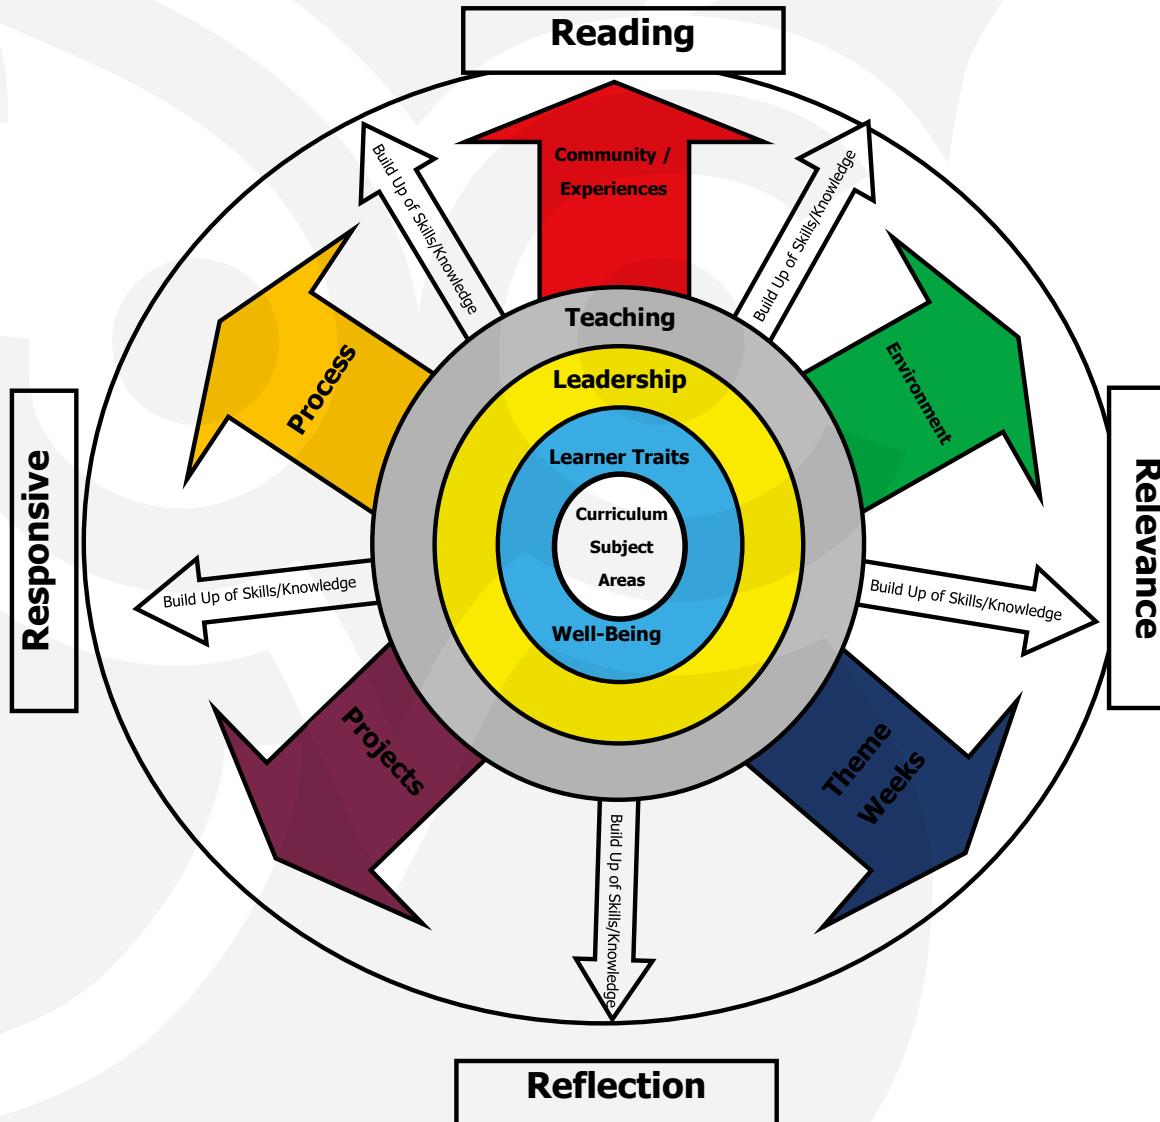 Reading
Community /
Experiences
Build Up of Skills/Knowledge
Build Up of Skills/Knowledge
Process
Environment
Teaching
Leadership
Learner Traits
Curriculum
Subject
Areas
Well-Being
Responsive
Relevance
Build Up of Skills/Knowledge
Build Up of Skills/Knowledge
Projects
Theme
Weeks
Build Up of Skills/Knowledge
Reflection